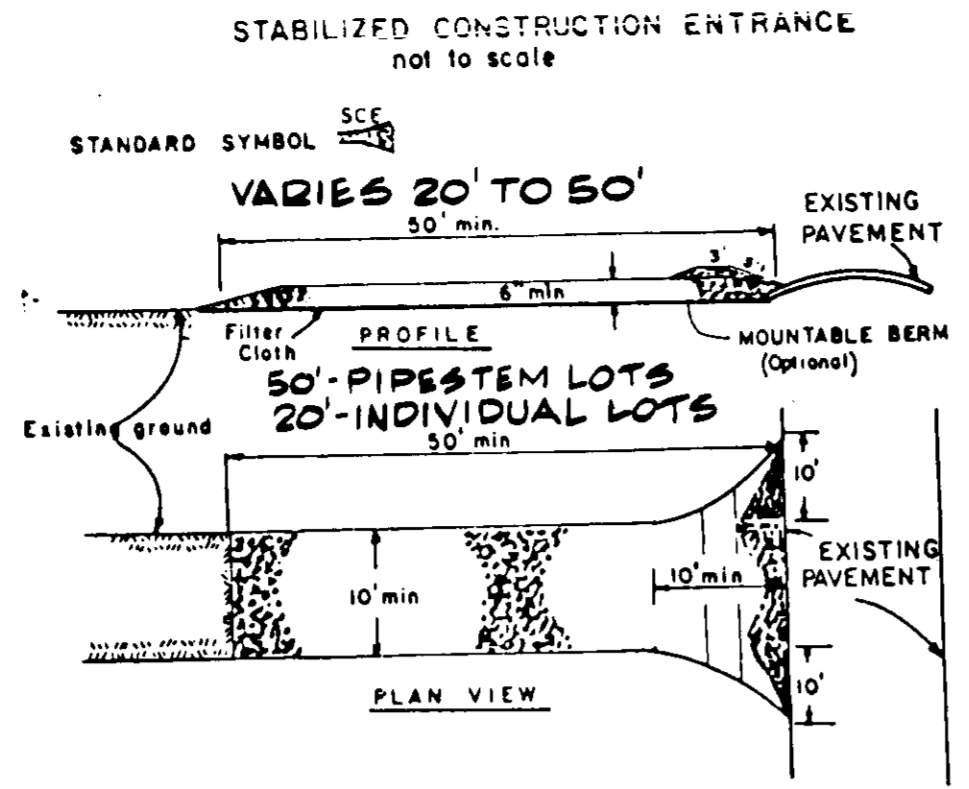 STABILIZED CONSTRUCTION ENTRANCE
not to scale
SCE
STANDARD SYMBOL
VARIES 20' TO 50'
50' min.
EXISTING
PAVEMENT
3'
6" min
Filter
Cloth
PROFILE
MOUNTABLE BERM
(Optional)
50'-PIPESTEM LOTS
20'-INDIVIDUAL LOTS
Existing ground
50' min
10'
EXISTING
PAVEMENT
10' min
10' min
10'
PLAN VIEW